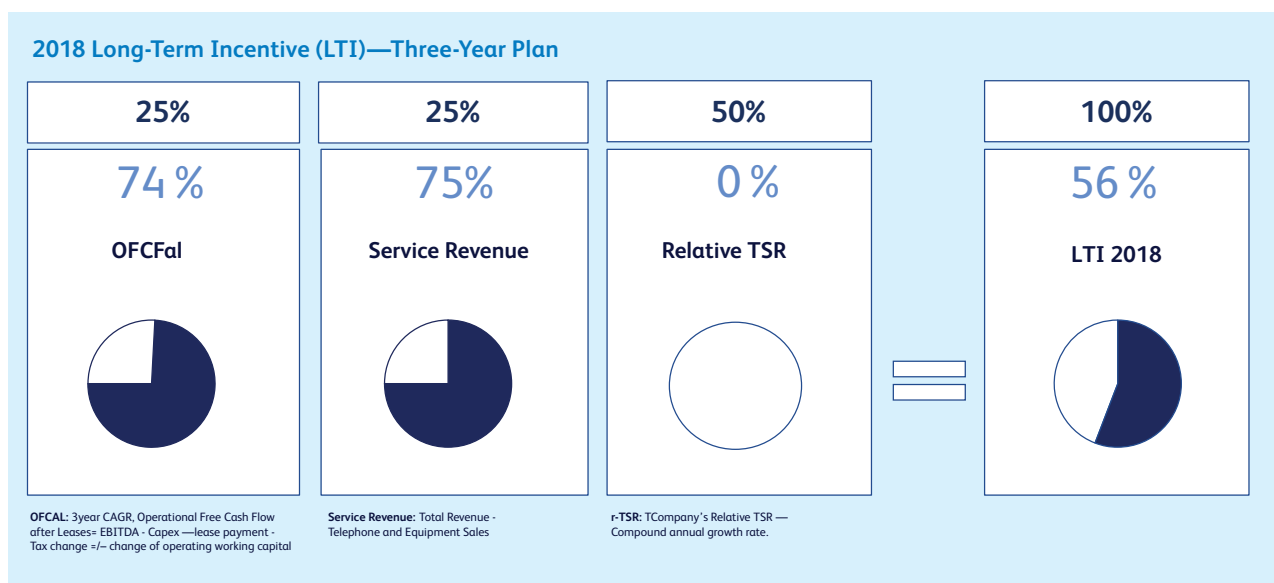 2018 Long-Term Incentive (LTI)—Three-Year Plan
25%
25%
50%
100%
74 %
75%
0 %
56 %
OFCFal
Service Revenue
Relative TSR
LTI 2018
OFCAL: 3year CAGR, Operational Free Cash Flow
after Leases= EBITDA - Capex —lease payment -
Tax change =/– change of operating working capital
Service Revenue: Total Revenue -
Telephone and Equipment Sales
r-TSR: TCompany's Relative TSR —
Compound annual growth rate.